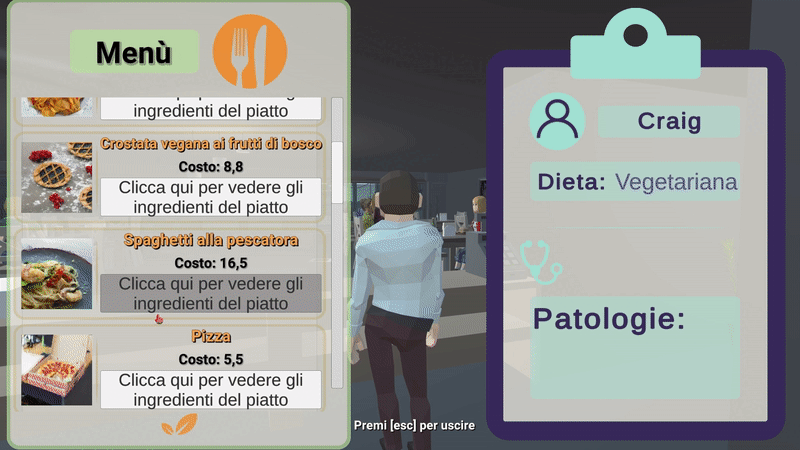 Menù
ingredienti del piatto
Crostata vegana ai frutti di bosco
Costo: 8,8
Clicca qui per vedere gli
ingredienti del piatto
Spaghetti alla pescatora
Costo: 16,5
Clicca qui per vedere gli
ingredienti del piatto
Pizza
Costo: 5,5
Clicca qui per vedere gli
ingredienti del piatto
Premi [esc] per uscire
Craig
Dieta: Vegetariana
Patologie: